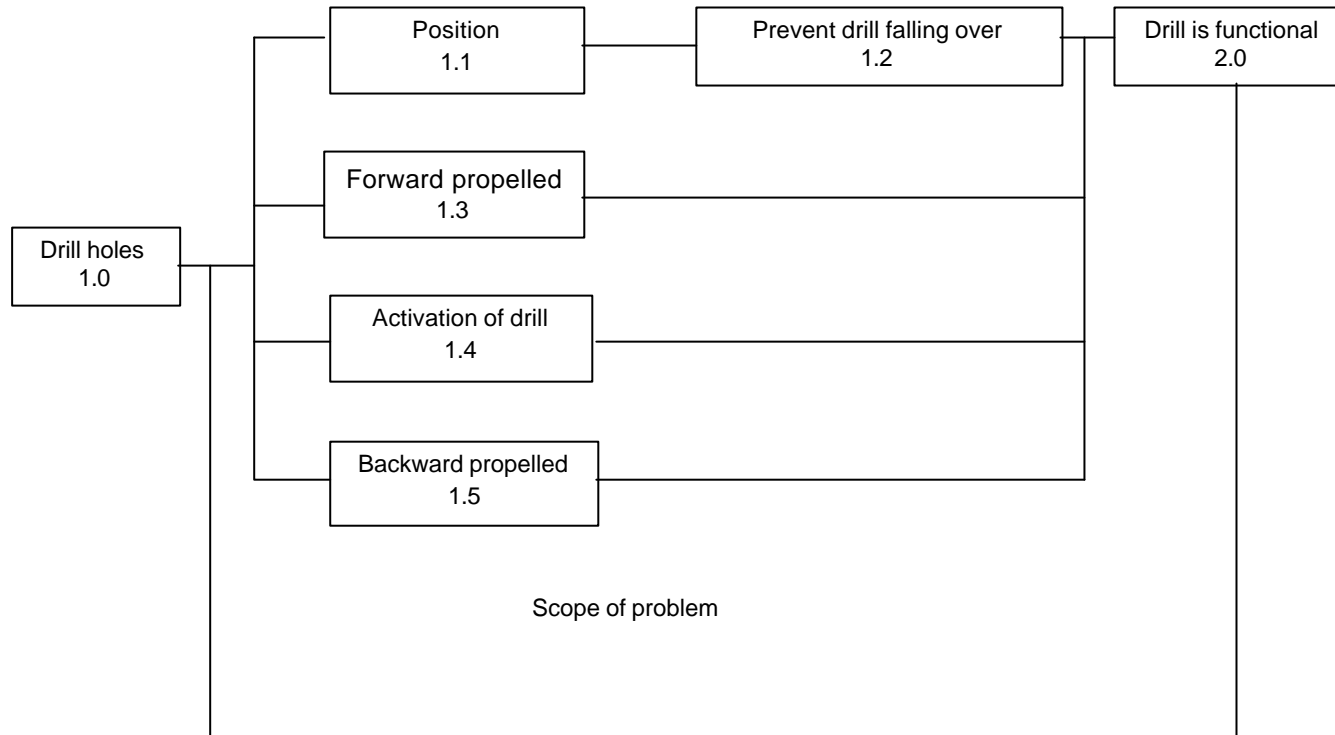 Position
1.1
Prevent drill falling over
1.2
Drill is functional
2.0
Forward propelled
1.3
Drill holes
1.0
Activation of drill
1.4
Backward propelled
1.5
Scope of problem